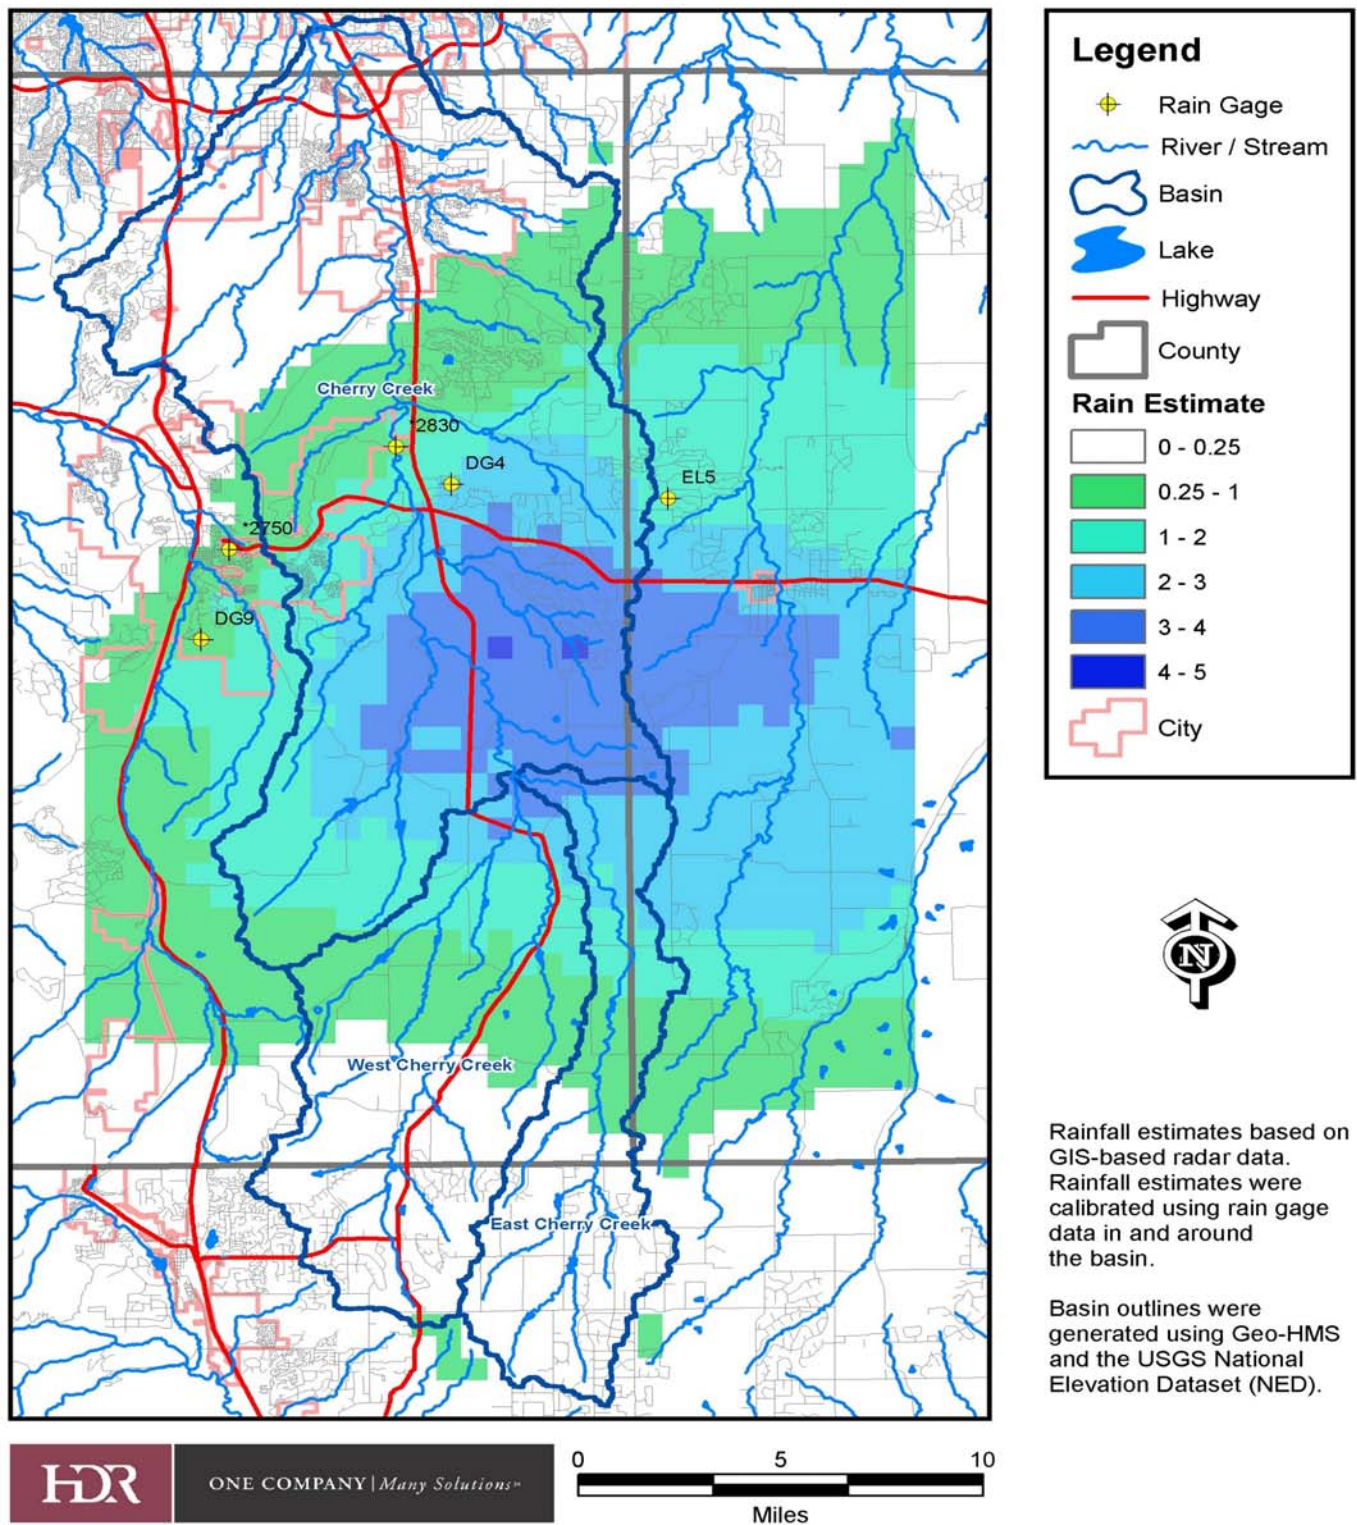 Cherry Creek
*2830
DG4
EL5
*2750
DG9
West Cherry Creek
East Cherry Creek
Legend
Rain Gage
River / Stream
Basin
Lake
Highway
County
Rain Estimate
0 - 0.25
0.25 - 1
1 - 2
2 - 3
3 - 4
4 - 5
City
N
Rainfall estimates based on
GIS-based radar data.
Rainfall estimates were
calibrated using rain gage
data in and around
the basin.
Basin outlines were
generated using Geo-HMS
and the USGS National
Elevation Dataset (NED).
HDR
ONE COMPANY | Many Solutions℠
0 5 10
Miles